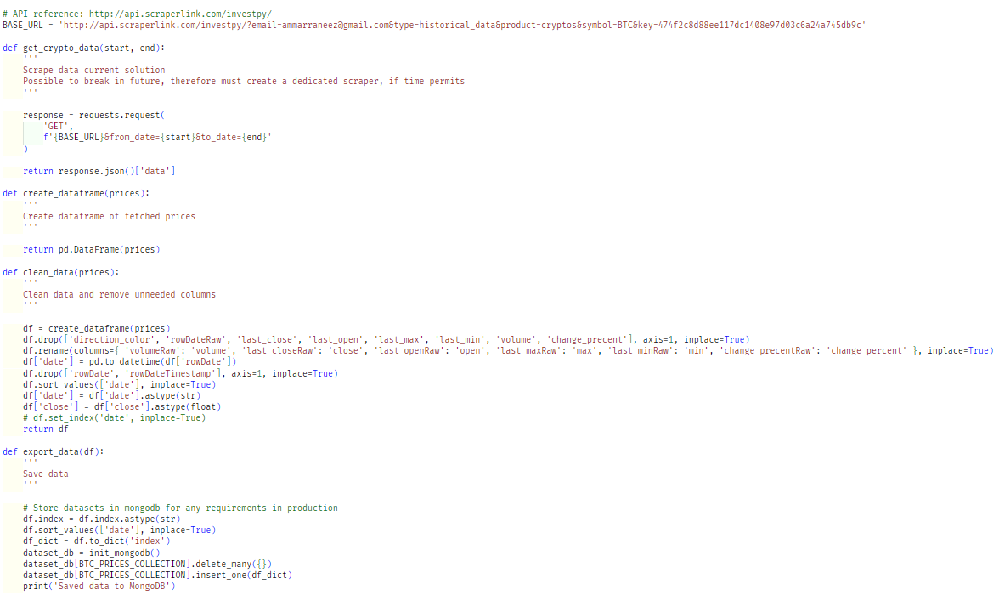 # API reference: http://api.scraperlink.com/investpy/
BASE_URL = 'http://api.scraperlink.com/investpy/?email=ammarraneez@gmail.com&type=historical_data&product=cryptos&symbol=BTC&key=474f2c8d88ee117dc1408e97d03c6a24a745db9c'
def get_crypto_data(start, end):
'''
Scrape data current solution
Possible to break in future, therefore must create a dedicated scraper, if time permits
'''
response = requests.request(
'GET',
f'{BASE_URL}&from_date={start}&to_date={end}'
)
return response.json()['data']
def create_dataframe(prices):
'''
Create dataframe of fetched prices
'''
return pd.DataFrame(prices)
def clean_data(prices):
'''
Clean data and remove unneeded columns
'''
df = create_dataframe(prices)
df.drop(['direction_color', 'rowDateRaw', 'last_close', 'last_open', 'last_max', 'last_min', 'volume', 'change_precent'], axis=1, inplace=True)
df.rename(columns={ 'volumeRaw': 'volume', 'last_closeRaw': 'close', 'last_openRaw': 'open', 'last_maxRaw': 'max', 'last_minRaw': 'min', 'change_precentRaw': 'change_percent' }, inplace=True)
df['date'] = pd.to_datetime(df['rowDate'])
df.drop(['rowDate', 'rowDateTimestamp'], axis=1, inplace=True)
df.sort_values(['date'], inplace=True)
df['date'] = df['date'].astype(str)
df['close'] = df['close'].astype(float)
# df.set_index('date', inplace=True)
return df
def export_data(df):
'''
Save data
'''
# Store datasets in mongodb for any requirements in production
df.index = df.index.astype(str)
df.sort_values(['date'], inplace=True)
df_dict = df.to_dict('index')
dataset_db = init_mongodb()
dataset_db[BTC_PRICES_COLLECTION].delete_many({})
dataset_db[BTC_PRICES_COLLECTION].insert_one(df_dict)
print('Saved data to MongoDB')